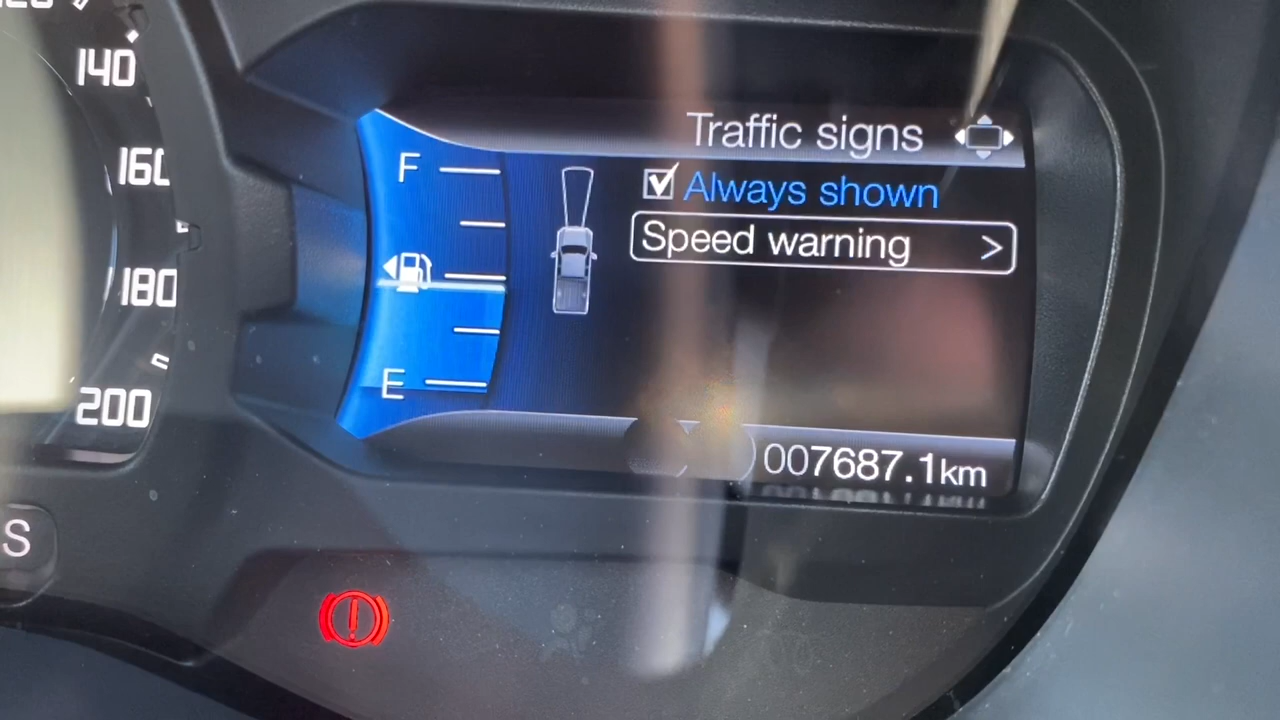 140
160
180
200
S
F
E
Traffic signs
Always shown
Speed warning >
007687.1km